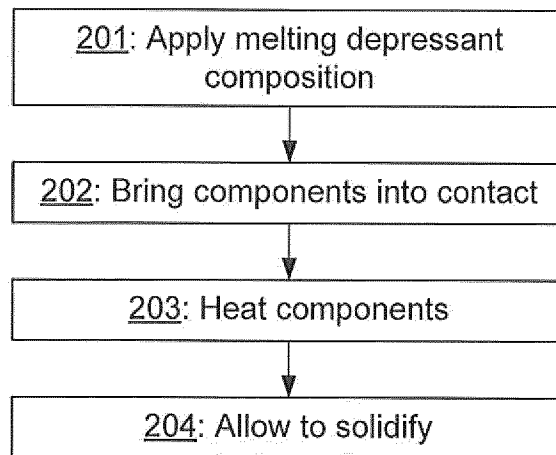 201: Apply melting depressant
composition
202: Bring components into contact
203: Heat components
204: Allow to solidify